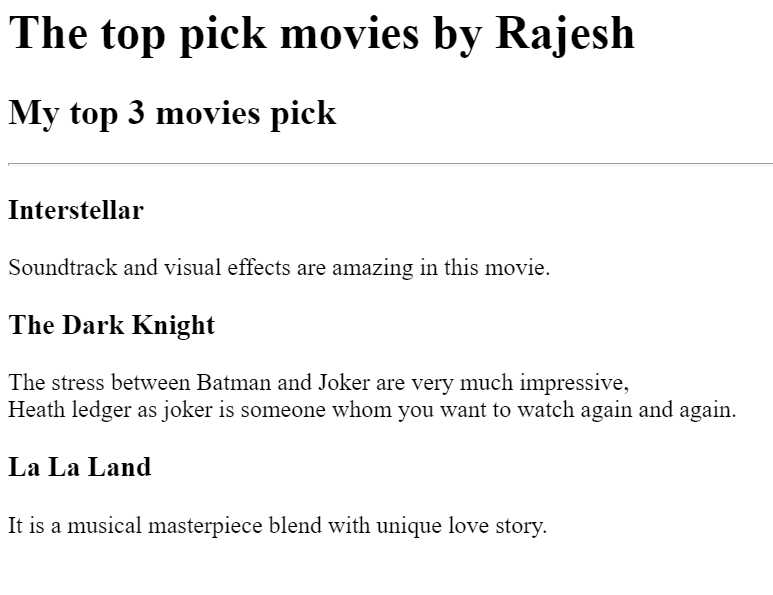 The top pick movies by Rajesh
My top 3 movies pick
Interstellar
Soundtrack and visual effects are amazing in this movie.
The Dark Knight
The stress between Batman and Joker are very much impressive,
Heath ledger as joker is someone whom you want to watch again and again.
La La Land
It is a musical masterpiece blend with unique love story.